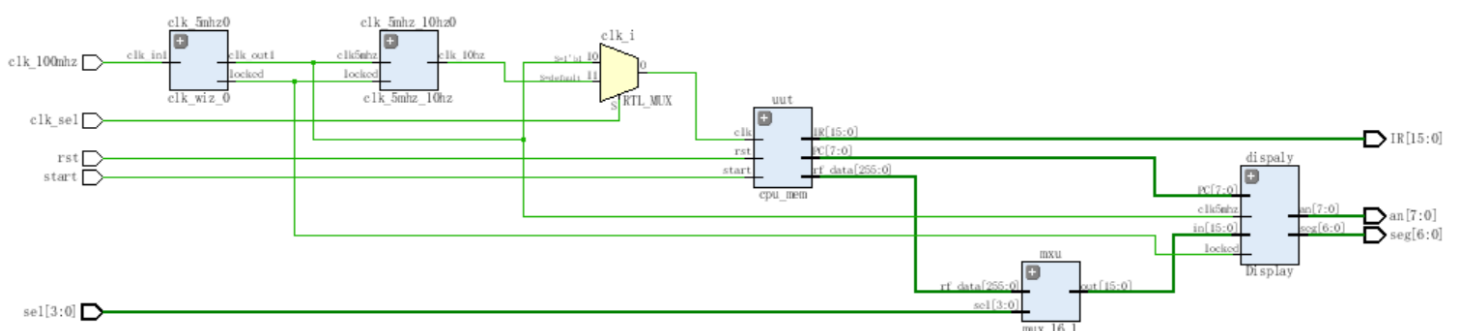 clk_5mhz0
clk_in1
clk_out1
locked
clk_wiz_0
clk_5mhz_10hz0
clk5mhz
clk_10hz
locked
clk_5mhz_10hz
clk_i
S=1'b1 I0
S=default I1
O
S
RTL_MUX
clk_100mhz
clk_sel
rst
start
uut
clk
rst
start
IR[15:0]
PC[7:0]
rf_data[255:0]
cpu_mem
IR[15:0]
dispaly
PC[7:0]
clk5mhz
in[15:0]
locked
an[7:0]
seg[6:0]
Display
an[7:0]
seg[6:0]
mxu
rf_data[255:0]
sel[3:0]
out[15:0]
mux_16_1
sel[3:0]